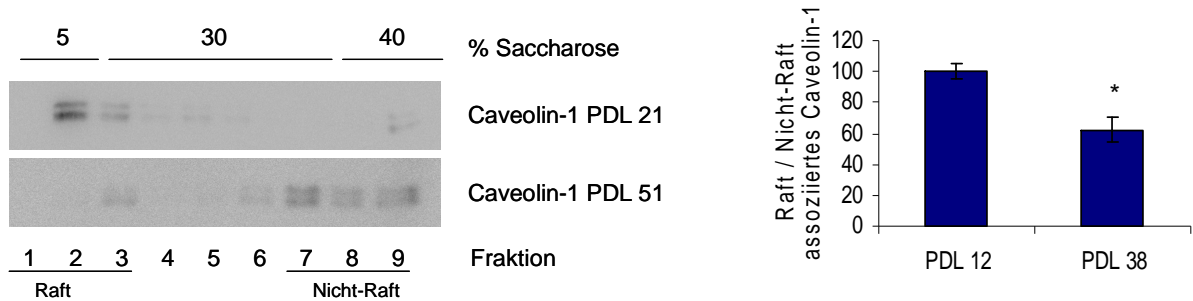 5 30 40 % Saccharose
Caveolin-1 PDL 21
Caveolin-1 PDL 51
1 2 3 4 5 6 7 8 9 Fraktion
Raft Nicht-Raft
Raft / Nicht-Raft
assoziiertes Caveolin-1
120
100
80
60
40
20
0
*
PDL 12 PDL 38